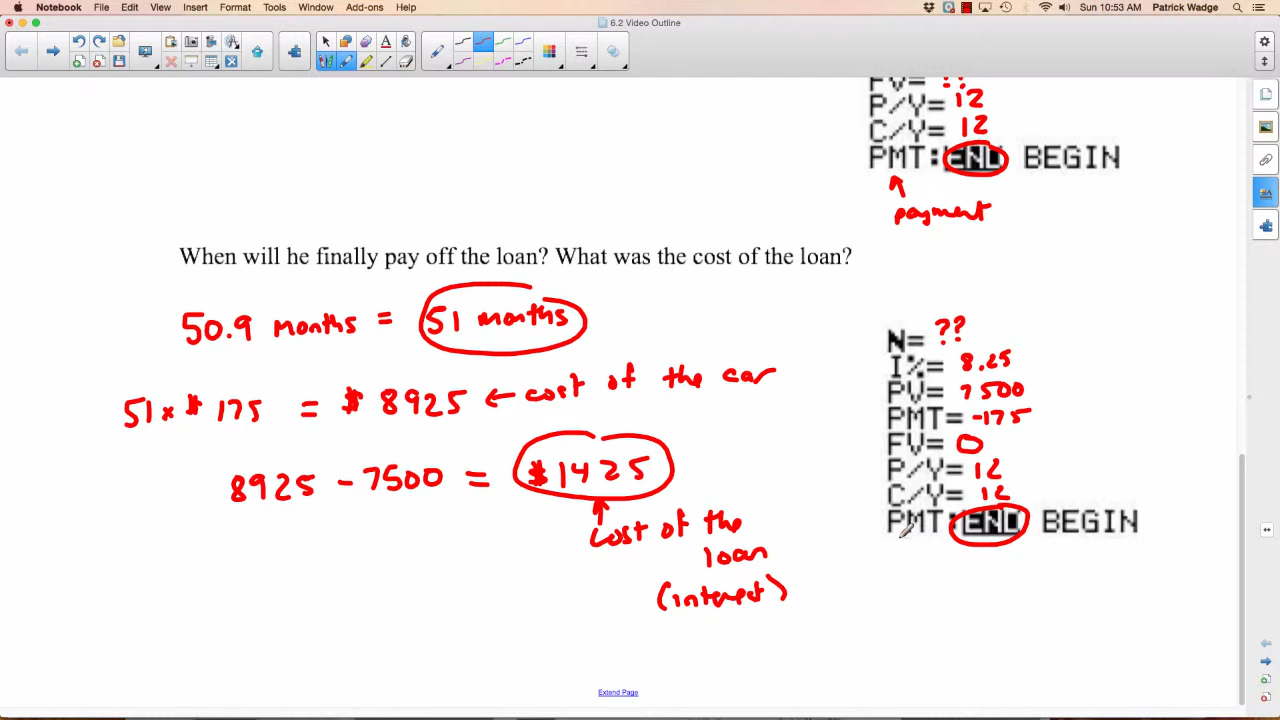 Notebook File Edit View Insert Format Tools Window Add-ons Help Sun 10:53 AM Patrick Wadge
6.2 Video Outline
FV= ??
P/Y= 12
C/Y= 12
PMT:END BEGIN
payment
When will he finally pay off the loan? What was the cost of the loan?
50.9 months = 51 months
51 x $ 175 = $ 8925 ← cost of the car
8925 - 7500 = $1425
cost of the
loan
(interest)
N= ??
I%= 8.25
PV= 7500
PMT= -175
FV= 0
P/Y= 12
C/Y= 12
PMT:END BEGIN
Extend Page